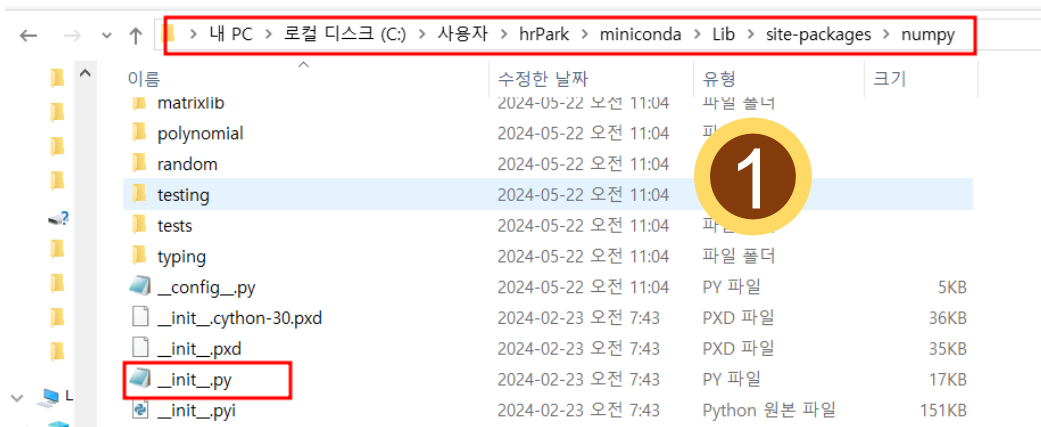 내 PC > 로컬 디스크 (C:) > 사용자 > hrPark > miniconda > Lib > site-packages > numpy
이름 수정한 날짜 유형 크기
matrixlib 2024-05-22 오전 11:04 파일 폴더
polynomial 2024-05-22 오전 11:04
random 2024-05-22 오전 11:04
testing 2024-05-22 오전 11:04
tests 2024-05-22 오전 11:04
typing 2024-05-22 오전 11:04 파일 폴더
__config__.py 2024-05-22 오전 11:04 PY 파일 5KB
__init__.cython-30.pxd 2024-02-23 오전 7:43 PXD 파일 36KB
__init__.pxd 2024-02-23 오전 7:43 PXD 파일 35KB
__init__.py 2024-02-23 오전 7:43 PY 파일 17KB
__init__.pyi 2024-02-23 오전 7:43 Python 원본 파일 151KB
L
1